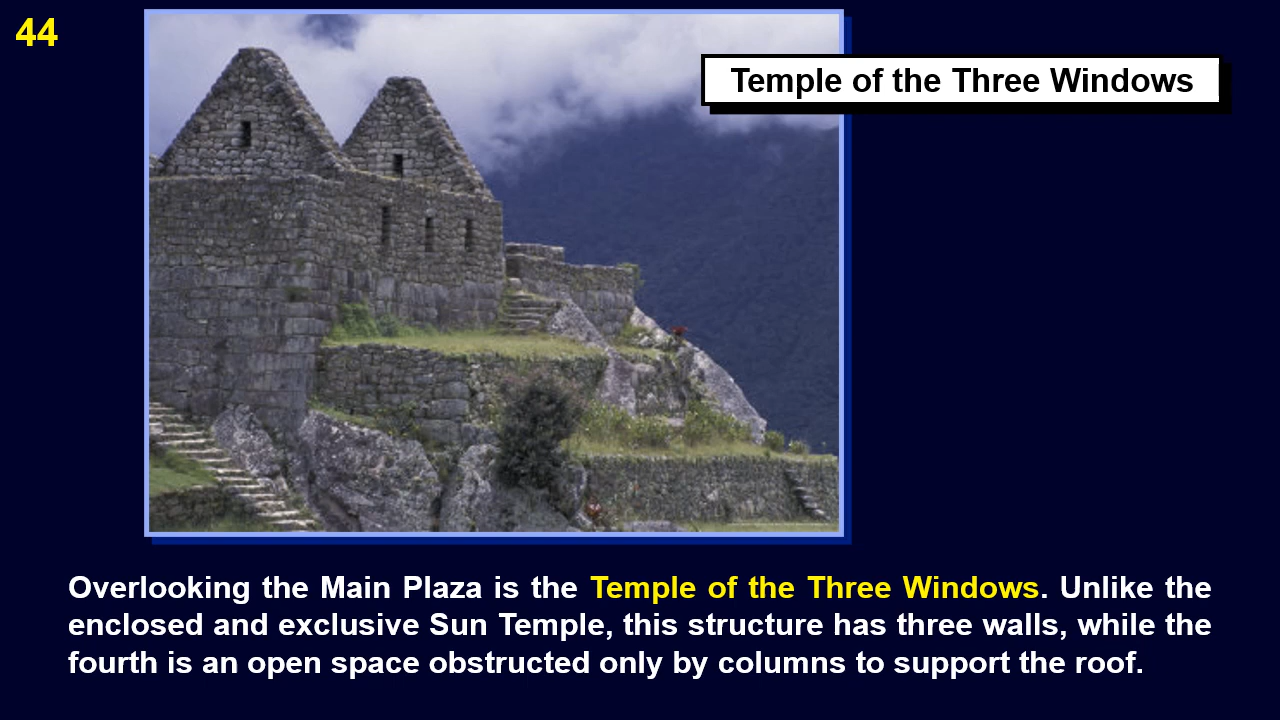 44
Temple of the Three Windows
Overlooking the Main Plaza is the Temple of the Three Windows. Unlike the
enclosed and exclusive Sun Temple, this structure has three walls, while the
fourth is an open space obstructed only by columns to support the roof.